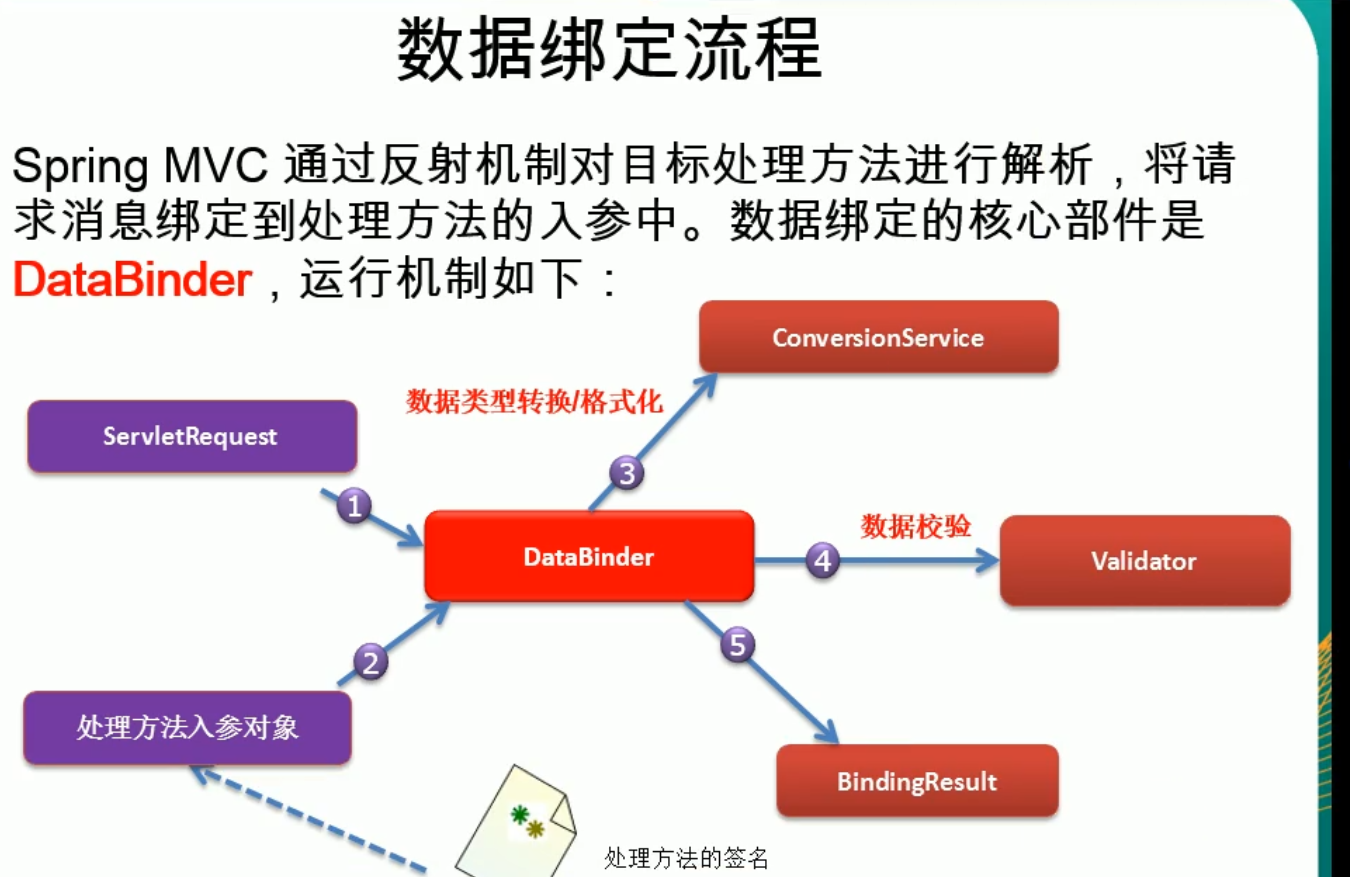 数据绑定流程
Spring MVC 通过反射机制对目标处理方法进行解析，将请
求消息绑定到处理方法的入参中。数据绑定的核心部件是
DataBinder，运行机制如下：
ConversionService
数据类型转换/格式化
ServletRequest
3
1
数据校验
DataBinder
4
Validator
5
2
处理方法入参对象
BindingResult
处理方法的签名